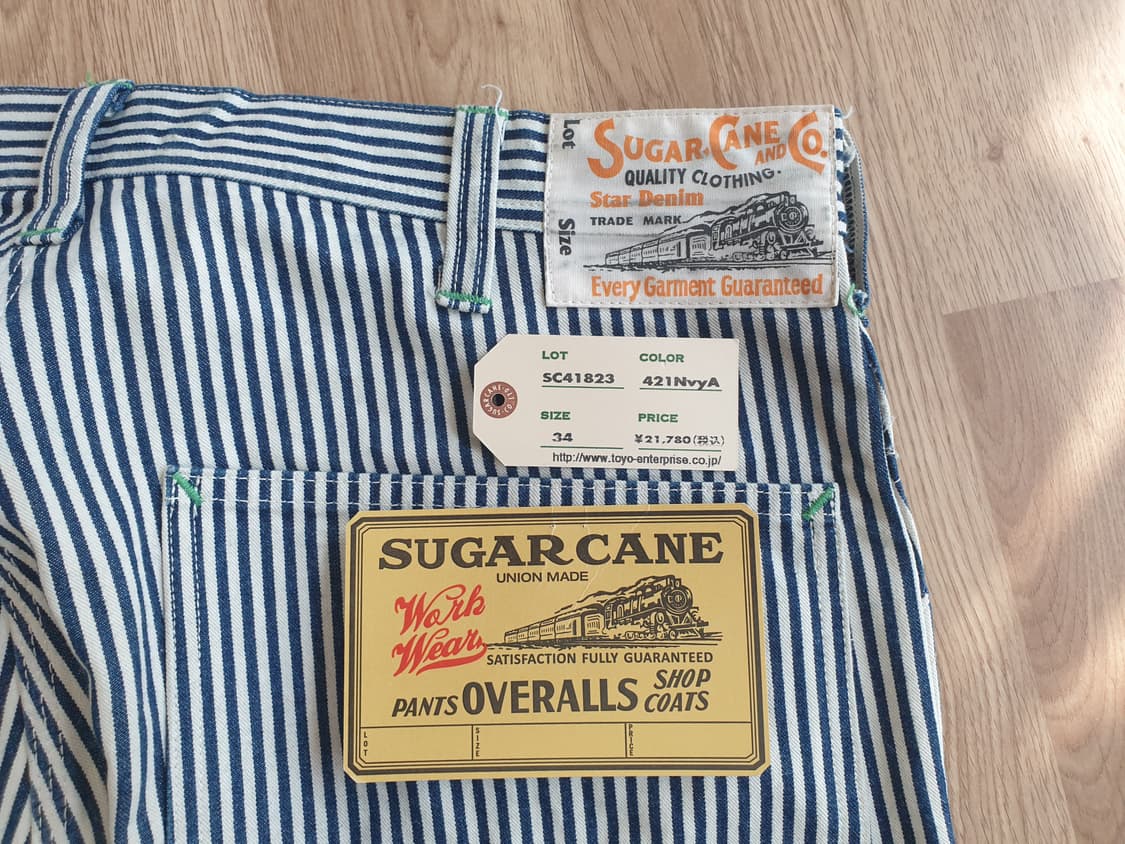 Lot
Size
SUGAR CANE AND CO.
QUALITY CLOTHING.
Star Denim
TRADE MARK
Every Garment Guaranteed
LOT COLOR
SC41823 421NvyA
SIZE PRICE
34 ¥21,780(税込)
http://www.toyo-enterprise.co.jp/
SUGAR CANE
UNION MADE
Work
Wear
SATISFACTION FULLY GUARANTEED
PANTS OVERALLS SHOP COATS
LOT SIZE PRICE